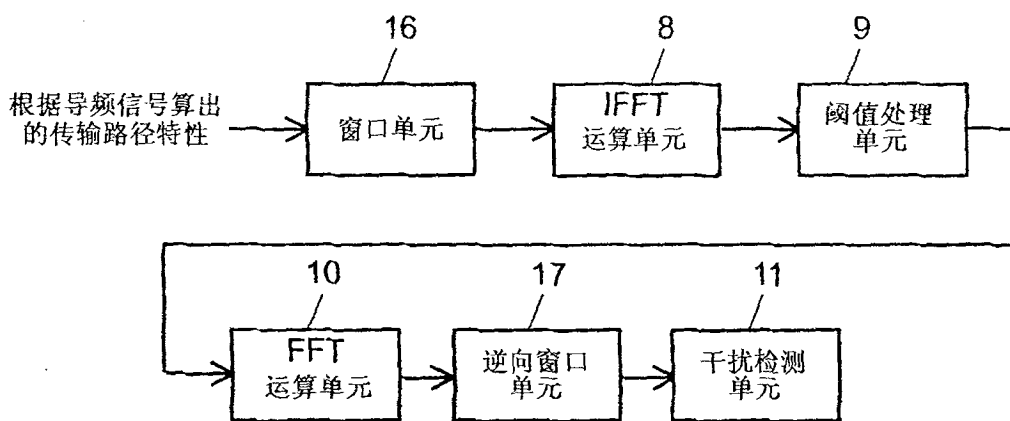 16
8
9
根据导频信号算出
的传输路径特性
窗口单元
IFFT
运算单元
阈值处理
单元
10
17
11
FFT
运算单元
逆向窗口
单元
干扰检测
单元